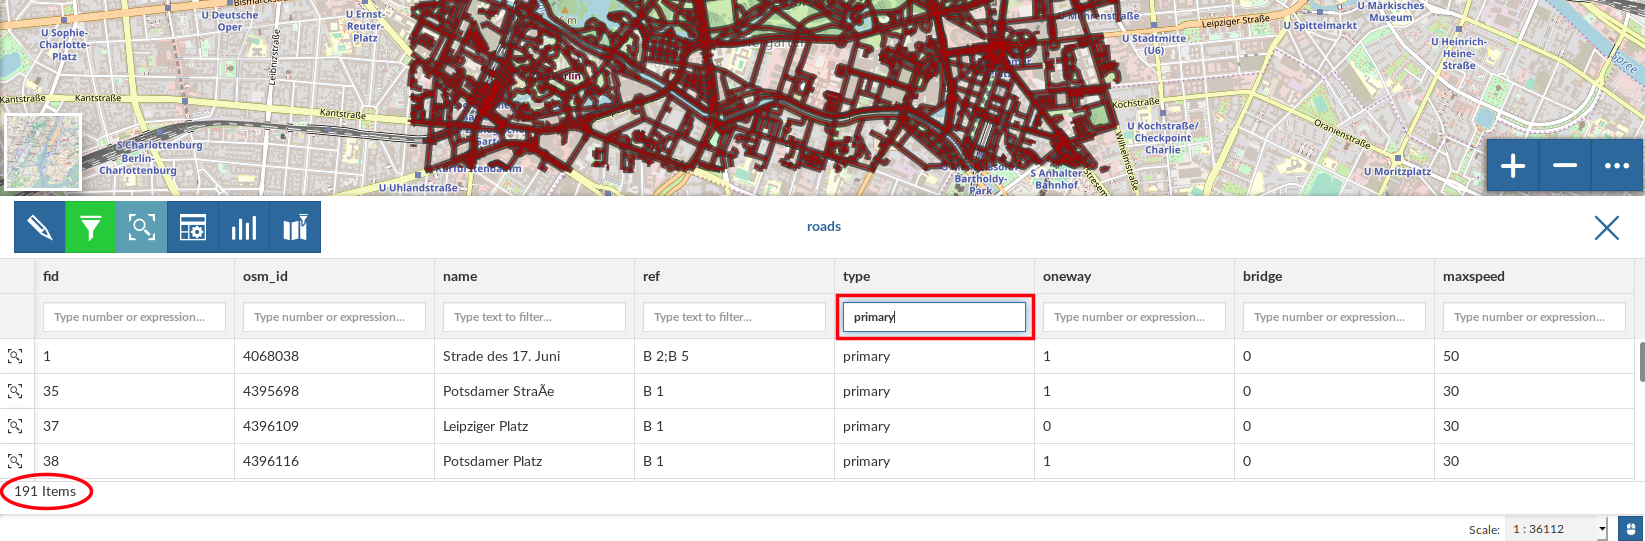 Bismarckstraße
U Deutsche
Oper
U Ernst-
Reuter-
Platz
U Sophie-
Charlotte-
Platz
Leibnizstraße
Kantstraße
Kantstraße
Kantstraße
S Charlottenburg
Berlin-
Charlottenburg
U Uhlandstraße
Kurfürstendamm
Bartholdy-
Park
S Anhalter
Bahnhof
Wilhelmstraße
Kochstraße
U Kochstraße/
Checkpoint
Charlie
U Stadtmitte
(U6)
Leipziger Straße
U Spittelmarkt
U Märkisches
Museum
U Heinrich-
Heine-
Straße
Spree
Oranienstraße
U Moritzplatz
roads
fid osm_id name ref type oneway bridge maxspeed
Type number or expression... Type number or expression... Type text to filter... Type text to filter... primary Type number or expression... Type number or expression... Type number or expression...
1 4068038 Strade des 17. Juni B 2;B 5 primary 1 0 50
35 4395698 Potsdamer StraÃe B 1 primary 1 0 30
37 4396109 Leipziger Platz B 1 primary 0 0 30
38 4396116 Potsdamer Platz B 1 primary 1 0 30
191 Items
Scale: 1 : 36112